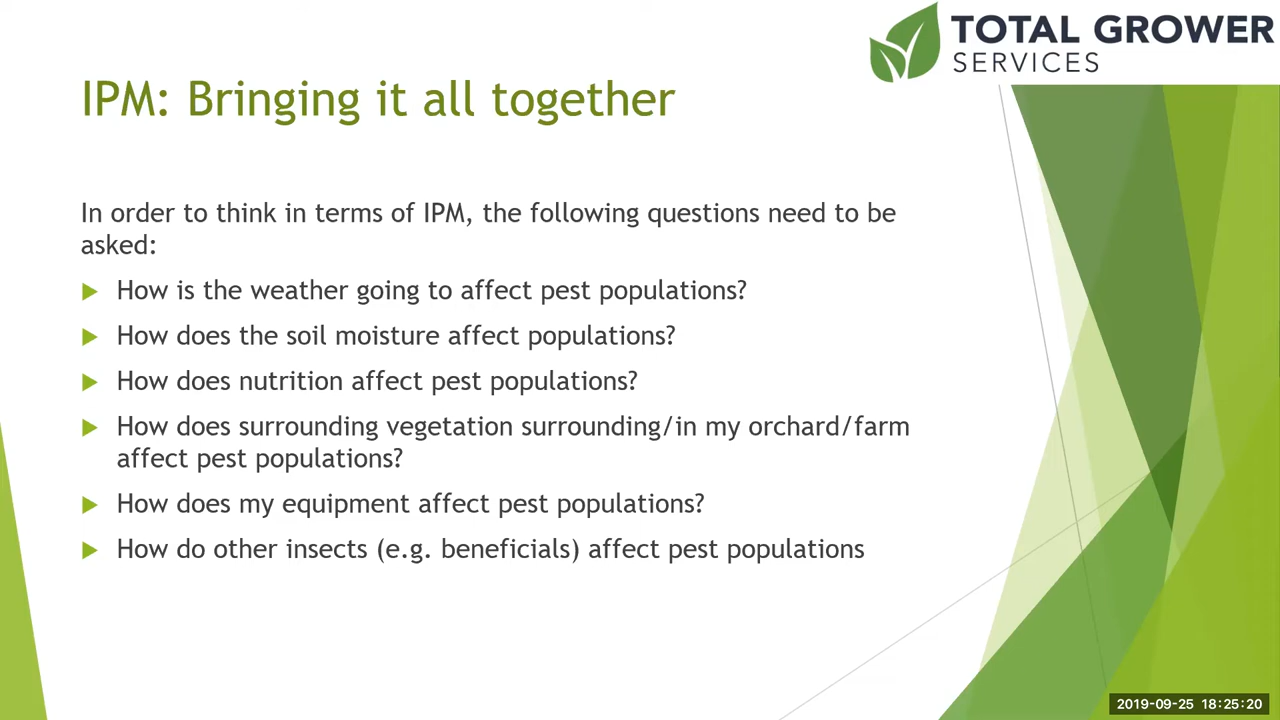 TOTAL GROWER
SERVICES
IPM: Bringing it all together
In order to think in terms of IPM, the following questions need to be
asked:
How is the weather going to affect pest populations?
How does the soil moisture affect populations?
How does nutrition affect pest populations?
How does surrounding vegetation surrounding/in my orchard/farm
affect pest populations?
How does my equipment affect pest populations?
How do other insects (e.g. beneficials) affect pest populations
2019-09-25 18:25:20